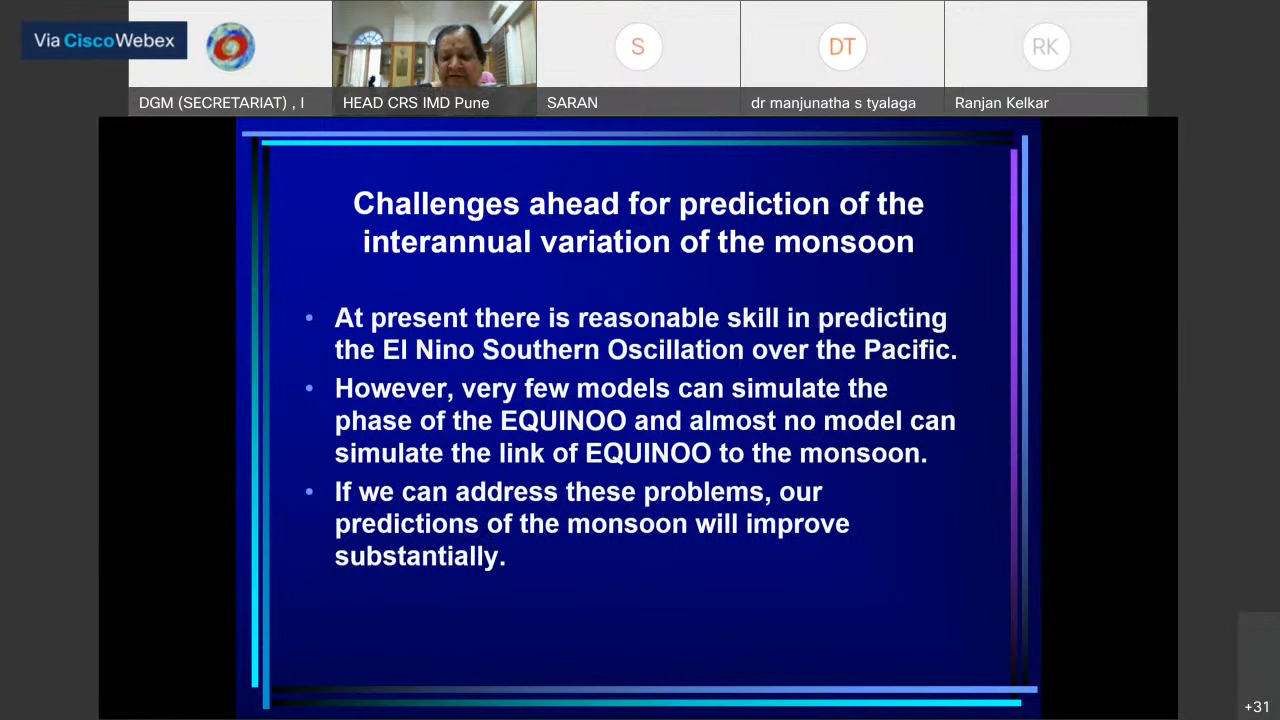 Via Cisco Webex
DGM (SECRETARIAT) , I
HEAD CRS IMD Pune
S
SARAN
DT
dr manjunatha s tyalaga
RK
Ranjan Kelkar
Challenges ahead for prediction of the
interannual variation of the monsoon
• At present there is reasonable skill in predicting
the El Nino Southern Oscillation over the Pacific.
• However, very few models can simulate the
phase of the EQUINOO and almost no model can
simulate the link of EQUINOO to the monsoon.
• If we can address these problems, our
predictions of the monsoon will improve
substantially.
+31